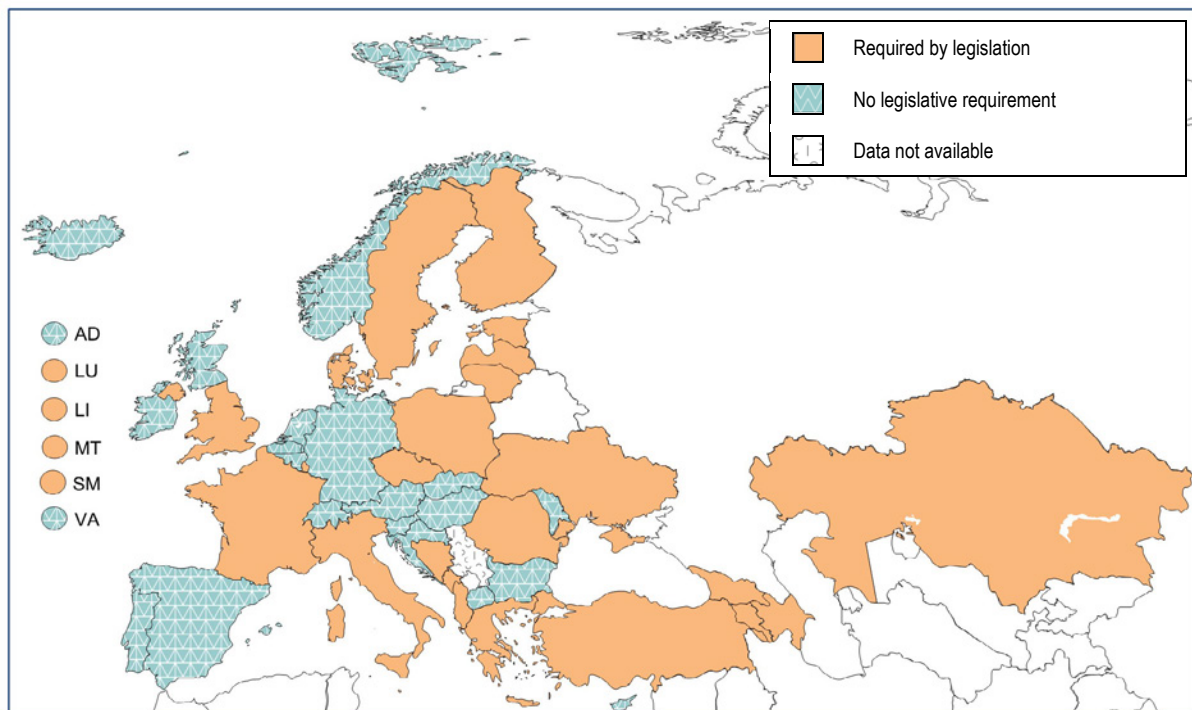 Required by legislation
No legislative requirement
Data not available
AD
LU
LI
MT
SM
VA